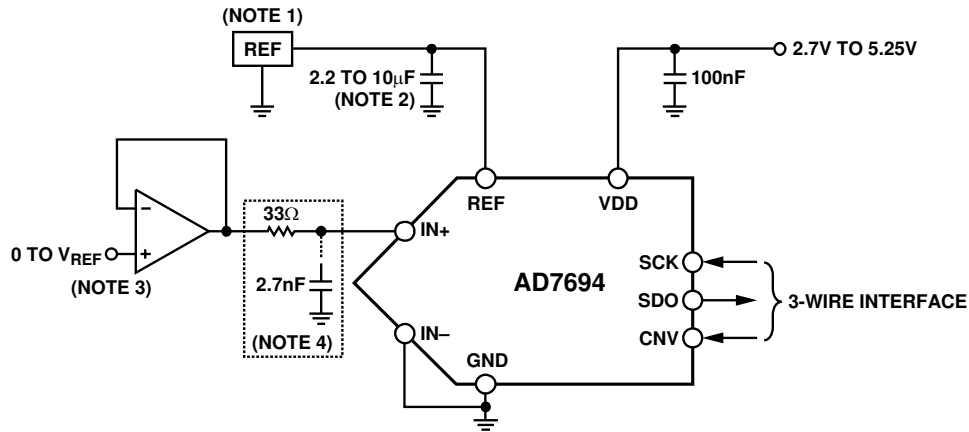 (NOTE 1)
REF
2.2 TO 10μF
(NOTE 2)
100nF
2.7V TO 5.25V
REF
VDD
33Ω
IN+
–
+
0 TO VREF
(NOTE 3)
2.7nF
(NOTE 4)
IN–
GND
AD7694
SCK
SDO
CNV
3-WIRE INTERFACE